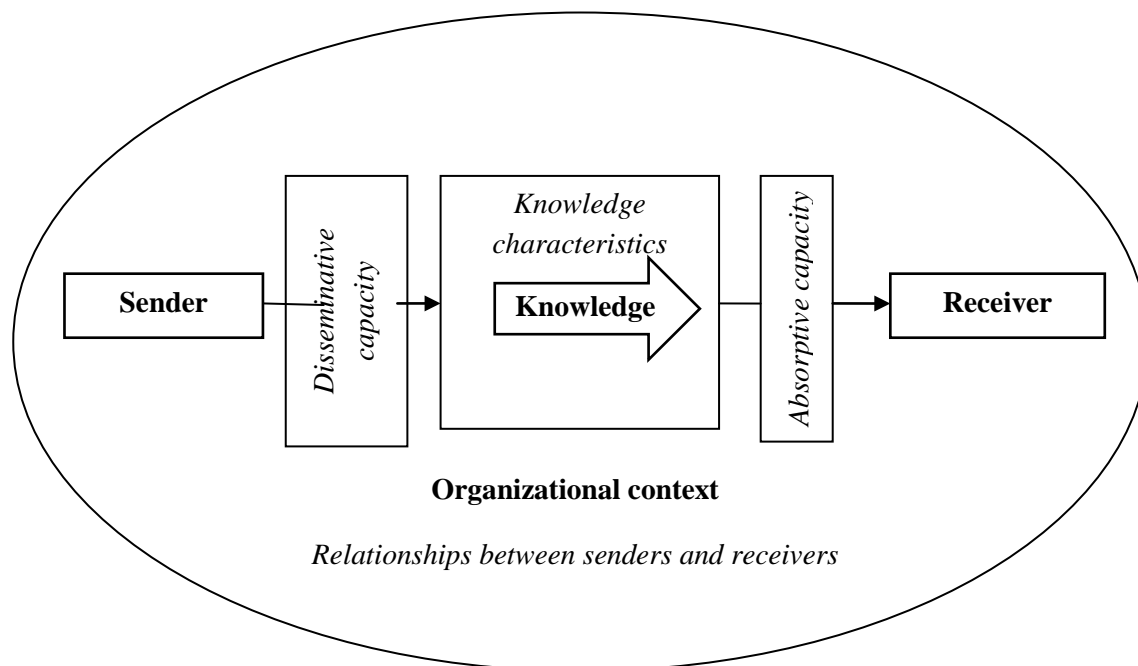 Sender
Disseminative
capacity
Knowledge
characteristics
Knowledge
Absorptive capacity
Receiver
Organizational context
Relationships between senders and receivers